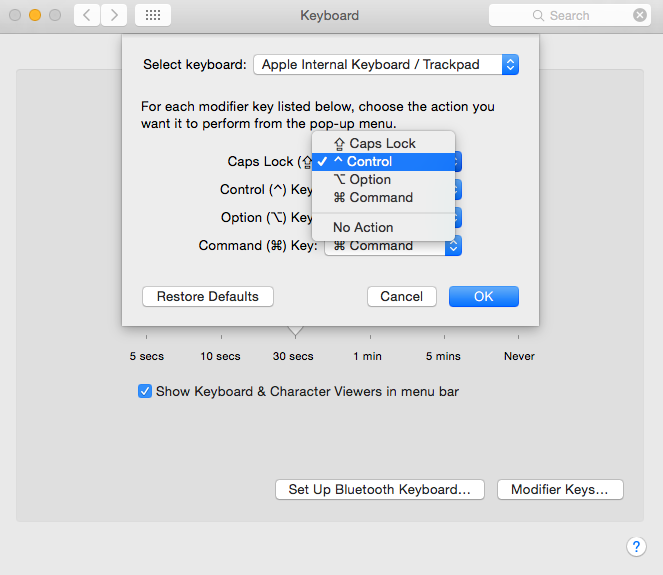 Keyboard
Search
Select keyboard: Apple Internal Keyboard / Trackpad
For each modifier key listed below, choose the action you
want it to perform from the pop-up menu.
⇪ Caps Lock
Caps Lock (⇪ ✓ ^ Control
⌥ Option
Control (^) Key
⌘ Command
Option (⌥) Key
No Action
Command (⌘) Key: ⌘ Command
Restore Defaults Cancel OK
5 secs 10 secs 30 secs 1 min 5 mins Never
Show Keyboard & Character Viewers in menu bar
Set Up Bluetooth Keyboard... Modifier Keys...
?